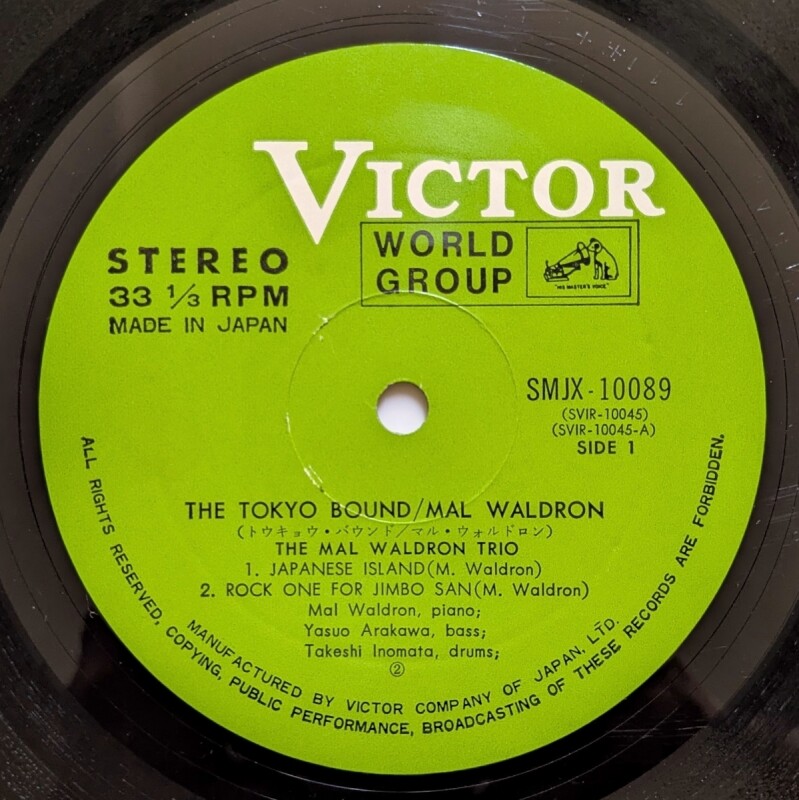 VICTOR
WORLD
GROUP
"HIS MASTER'S VOICE"
STEREO
33 ⅓ RPM
MADE IN JAPAN
SMJX-10089
(SVIR-10045)
(SVIR-10045-A)
SIDE 1
THE TOKYO BOUND/MAL WALDRON
(トウキョウ・バウンド/マル・ウォルドロン)
THE MAL WALDRON TRIO
1. JAPANESE ISLAND(M. Waldron)
2. ROCK ONE FOR JIMBO SAN(M. Waldron)
Mal Waldron, piano;
Yasuo Arakawa, bass;
Takeshi Inomata, drums;
②
MANUFACTURED BY VICTOR COMPANY OF JAPAN, LTD.
ALL RIGHTS RESERVED, COPYING, PUBLIC PERFORMANCE, BROADCASTING OF THESE RECORDS ARE FORBIDDEN.